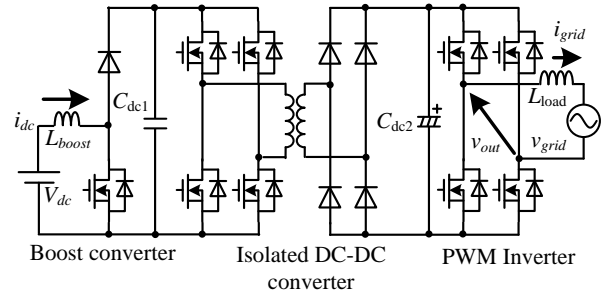 i_grid
i_dc
L_boost
V_dc
C_dc1
C_dc2
+
L_load
v_out
v_grid
Boost converter
Isolated DC-DC
converter
PWM Inverter